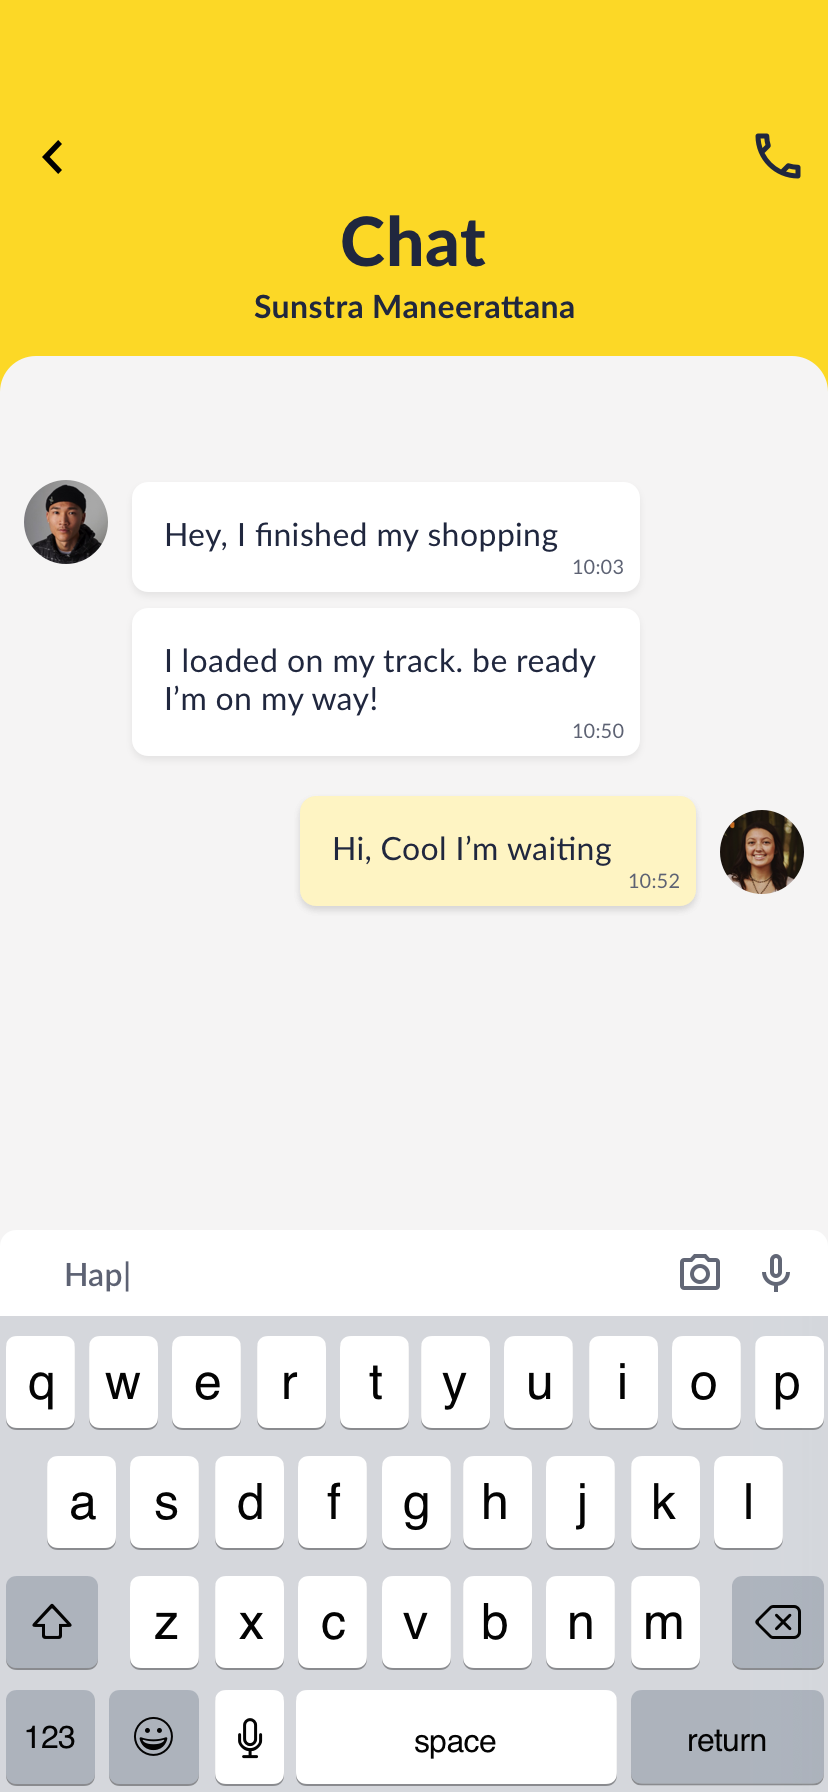 Chat
Sunstra Maneerattana
Hey, I finished my shopping
10:03
I loaded on my track. be ready
I’m on my way!
10:50
Hi, Cool I’m waiting
10:52
Hap|
q w e r t y u i o p
a s d f g h j k l
z x c v b n m
123 space return